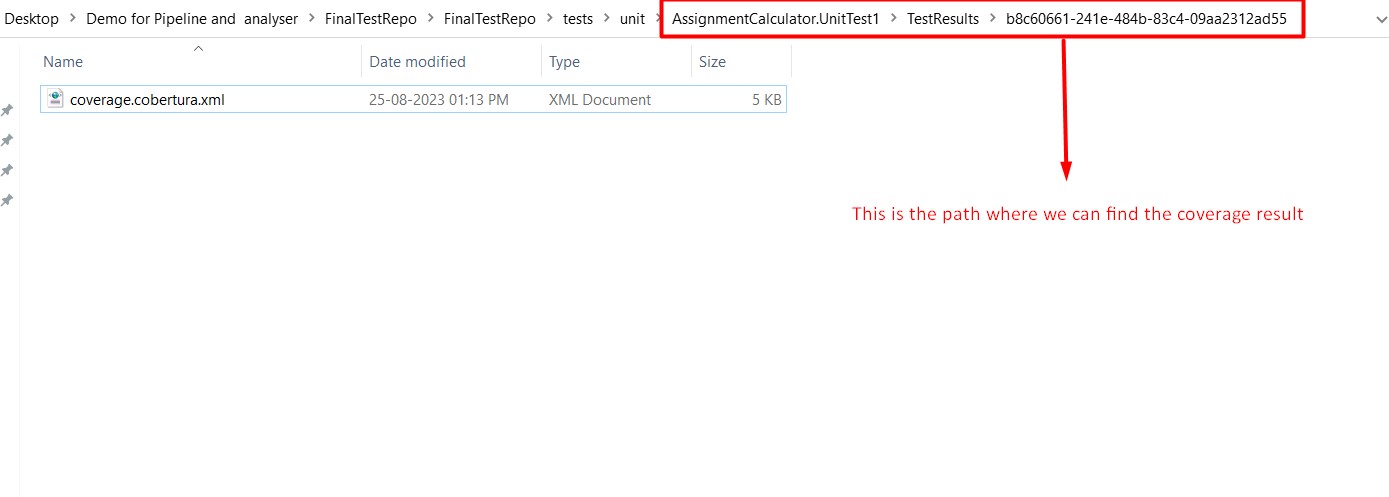 Desktop > Demo for Pipeline and analyser > FinalTestRepo > FinalTestRepo > tests > unit > AssignmentCalculator.UnitTest1 > TestResults > b8c60661-241e-484b-83c4-09aa2312ad55
Name Date modified Type Size
coverage.cobertura.xml 25-08-2023 01:13 PM XML Document 5 KB
This is the path where we can find the coverage result